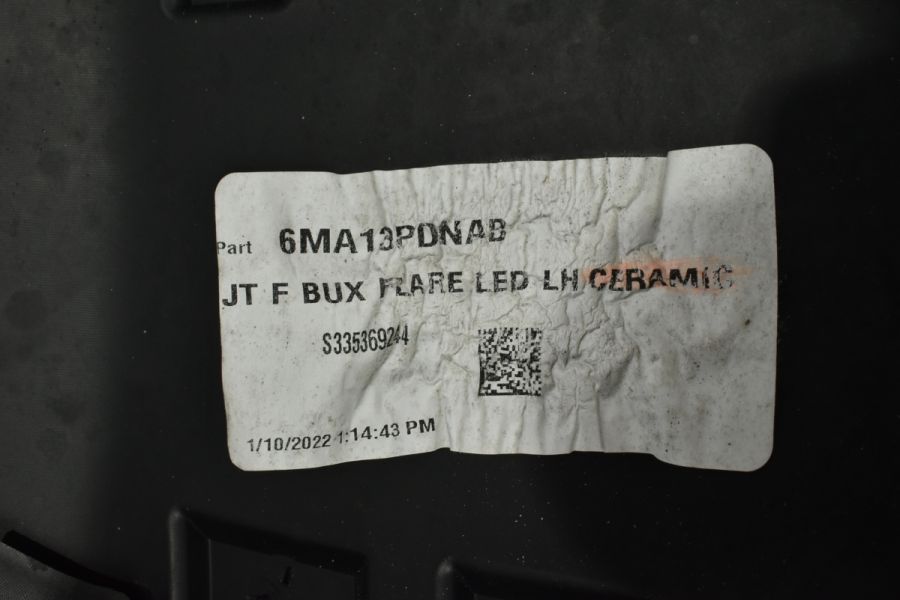 Part 6MA13PDNAB
JT F BUX FLARE LED LH CERAMIC
S335369244
1/10/2022 1:14:43 PM